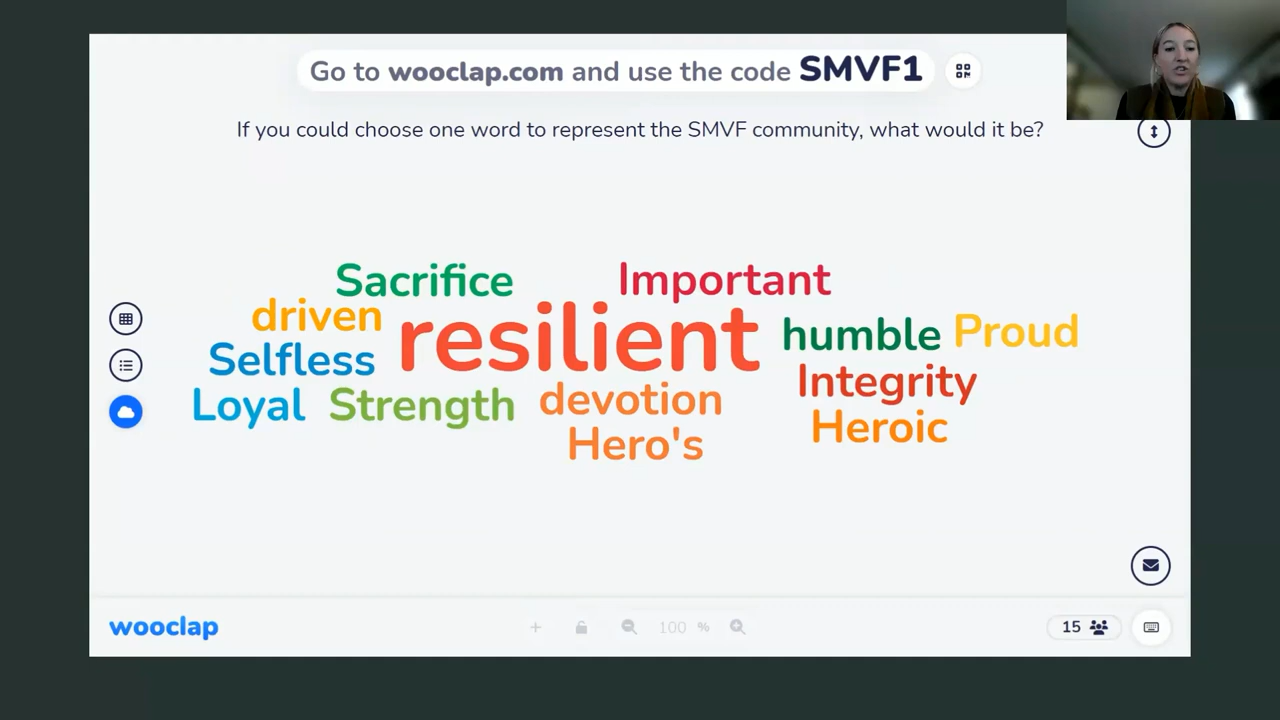 Go to wooclap.com and use the code SMVF1
If you could choose one word to represent the SMVF community, what would it be?
Sacrifice
Important
driven
resilient
humble
Proud
Selfless
Integrity
Loyal
Strength
devotion
Heroic
Hero's
wooclap
100 %
15